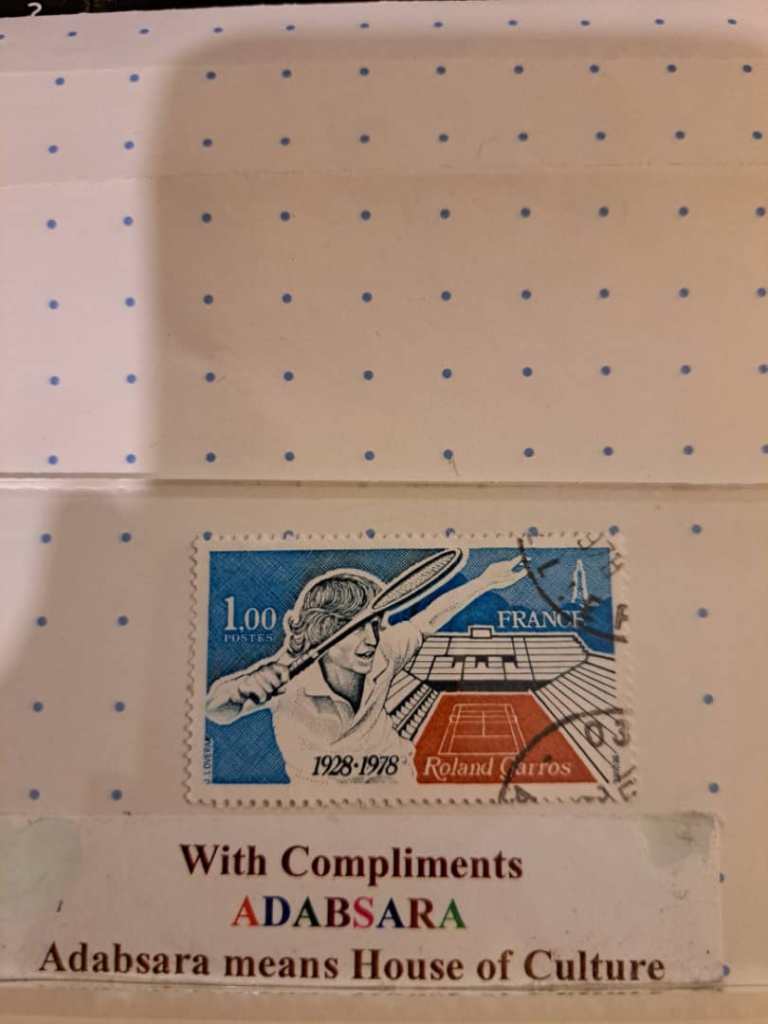 1.00
POSTES
FRANCE
1928·1978
Roland Garros
With Compliments
ADABSARA
Adabsara means House of Culture